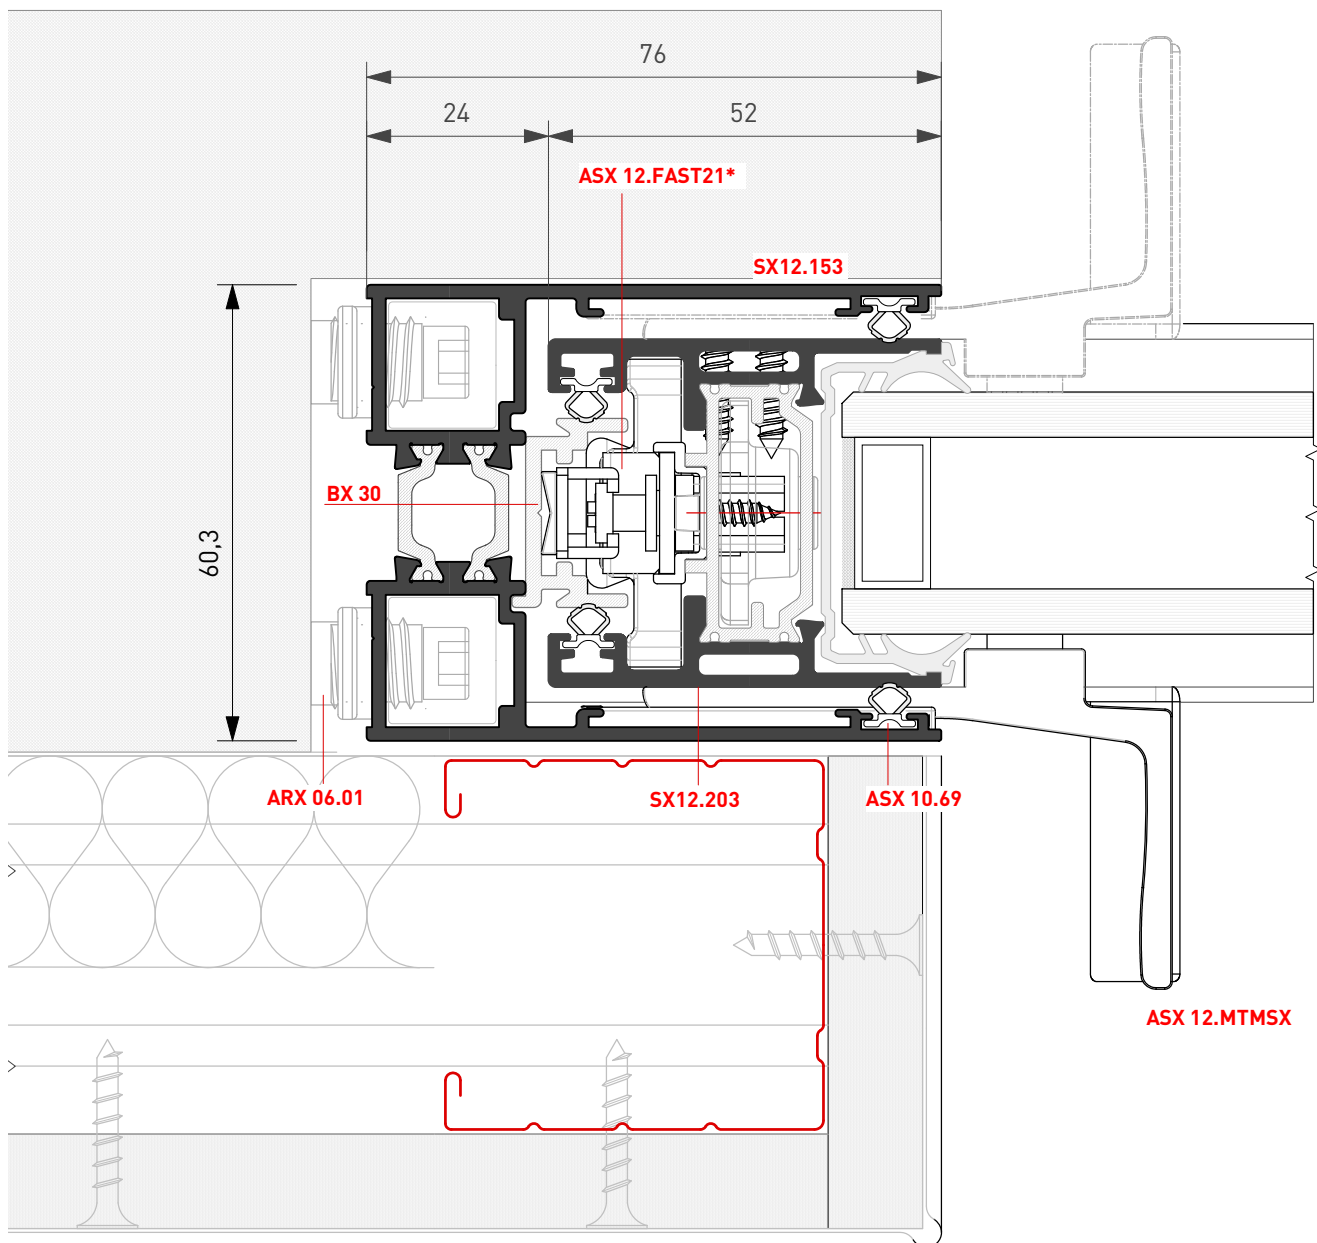 76
24
52
ASX 12.FAST21*
SX12.153
BX 30
60,3
ARX 06.01
SX12.203
ASX 10.69
ASX 12.MTMSX